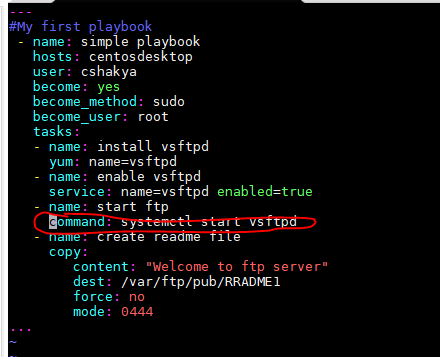 ---
#My first playbook
 - name: simple playbook
   hosts: centosdesktop
   user: cshakya
   become: yes
   become_method: sudo
   become_user: root
   tasks:
   - name: install vsftpd
     yum: name=vsftpd
   - name: enable vsftpd
     service: name=vsftpd enabled=true
   - name: start ftp
     command: systemctl start vsftpd
   - name: create readme file
     copy:
        content: "Welcome to ftp server"
        dest: /var/ftp/pub/RRADME1
        force: no
        mode: 0444
...
~
~